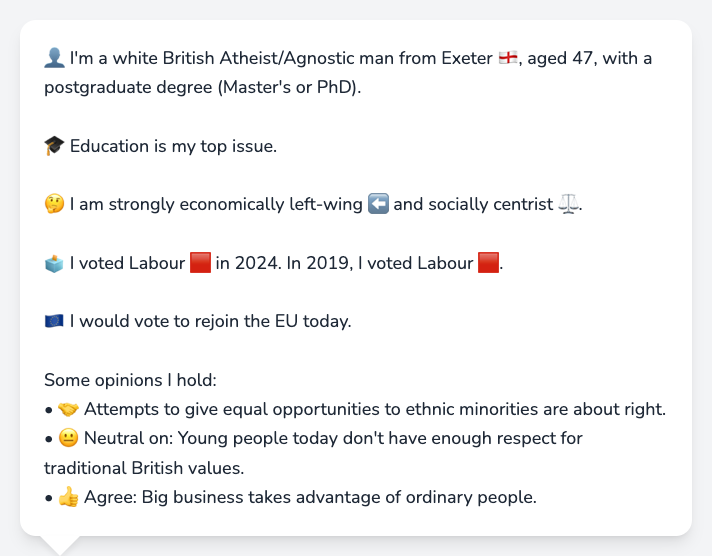 👤 I'm a white British Atheist/Agnostic man from Exeter 🏴󠁧󠁢󠁥󠁮󠁧󠁿, aged 47, with a
postgraduate degree (Master's or PhD).
🎓 Education is my top issue.
🤔 I am strongly economically left-wing ⬅️ and socially centrist ⚖️.
🗳️ I voted Labour 🟥 in 2024. In 2019, I voted Labour 🟥.
🇪🇺 I would vote to rejoin the EU today.
Some opinions I hold:
• 🤝 Attempts to give equal opportunities to ethnic minorities are about right.
• 😐 Neutral on: Young people today don't have enough respect for
traditional British values.
• 👍 Agree: Big business takes advantage of ordinary people.